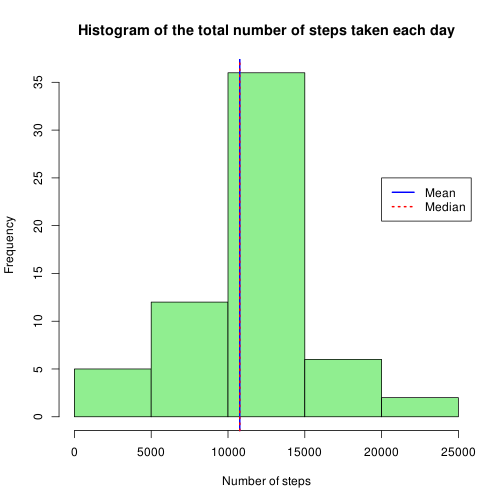 Histogram of the total number of steps taken each day
35
30
25
20
15
10
5
0
Frequency
Mean
Median
0 5000 10000 15000 20000 25000
Number of steps